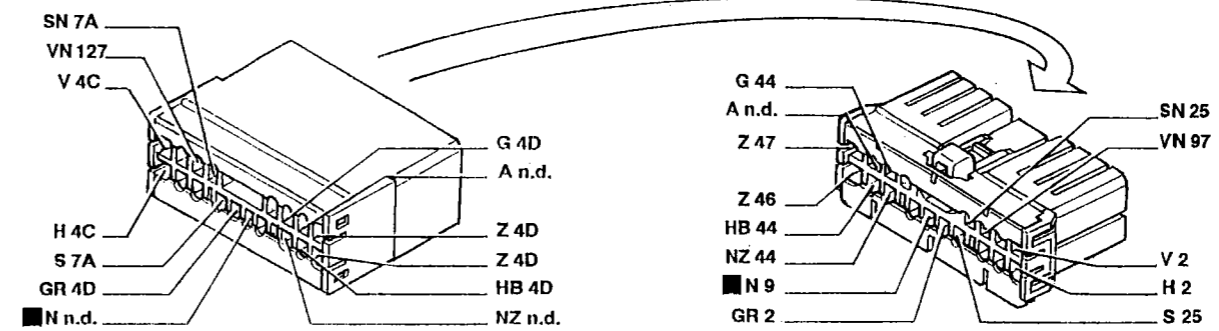 SN 7A
VN 127
V 4C
H 4C
S 7A
GR 4D
N n.d.
G 4D
A n.d.
Z 4D
Z 4D
HB 4D
NZ n.d.
G 44
A n.d.
Z 47
Z 46
HB 44
NZ 44
N 9
GR 2
SN 25
VN 97
V 2
H 2
S 25